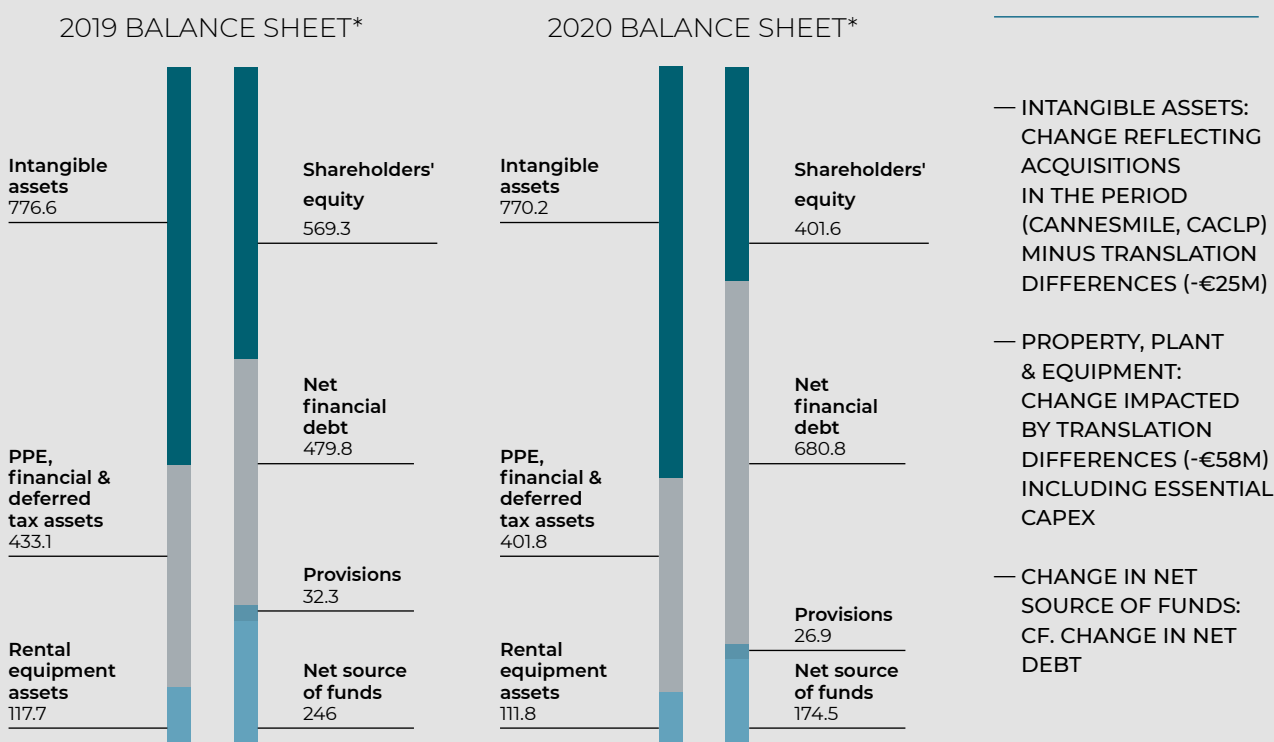 2019 BALANCE SHEET*
Intangible
assets
776.6
PPE,
financial &
deferred
tax assets
433.1
Rental
equipment
assets
117.7
Shareholders'
equity
569.3
Net
financial
debt
479.8
Provisions
32.3
Net source
of funds
246
2020 BALANCE SHEET*
Intangible
assets
770.2
PPE,
financial &
deferred
tax assets
401.8
Rental
equipment
assets
111.8
Shareholders'
equity
401.6
Net
financial
debt
680.8
Provisions
26.9
Net source
of funds
174.5
— INTANGIBLE ASSETS:
CHANGE REFLECTING
ACQUISITIONS
IN THE PERIOD
(CANNESMILE, CACLP)
MINUS TRANSLATION
DIFFERENCES (-€25M)
— PROPERTY, PLANT
& EQUIPMENT:
CHANGE IMPACTED
BY TRANSLATION
DIFFERENCES (-€58M)
INCLUDING ESSENTIAL
CAPEX
— CHANGE IN NET
SOURCE OF FUNDS:
CF. CHANGE IN NET
DEBT